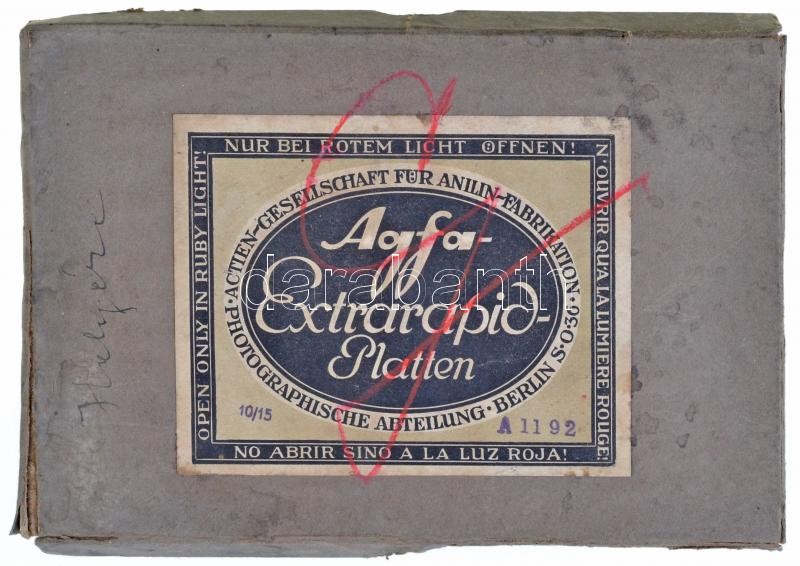 NUR BEI ROTEM LICHT ÖFFNEN!
OPEN ONLY IN RUBY LIGHT!
N'OUVRIR QU'A LA LUMIERE ROUGE!
ACTIEN-GESELLSCHAFT FÜR ANILIN-FABRIKATION · BERLIN S·O·36·
Agfa-
Extrarapid-
Platten
PHOTOGRAPHISCHE ABTEILUNG ·
10/15
A 1192
NO ABRIR SINO A LA LUZ ROJA!
darabanth